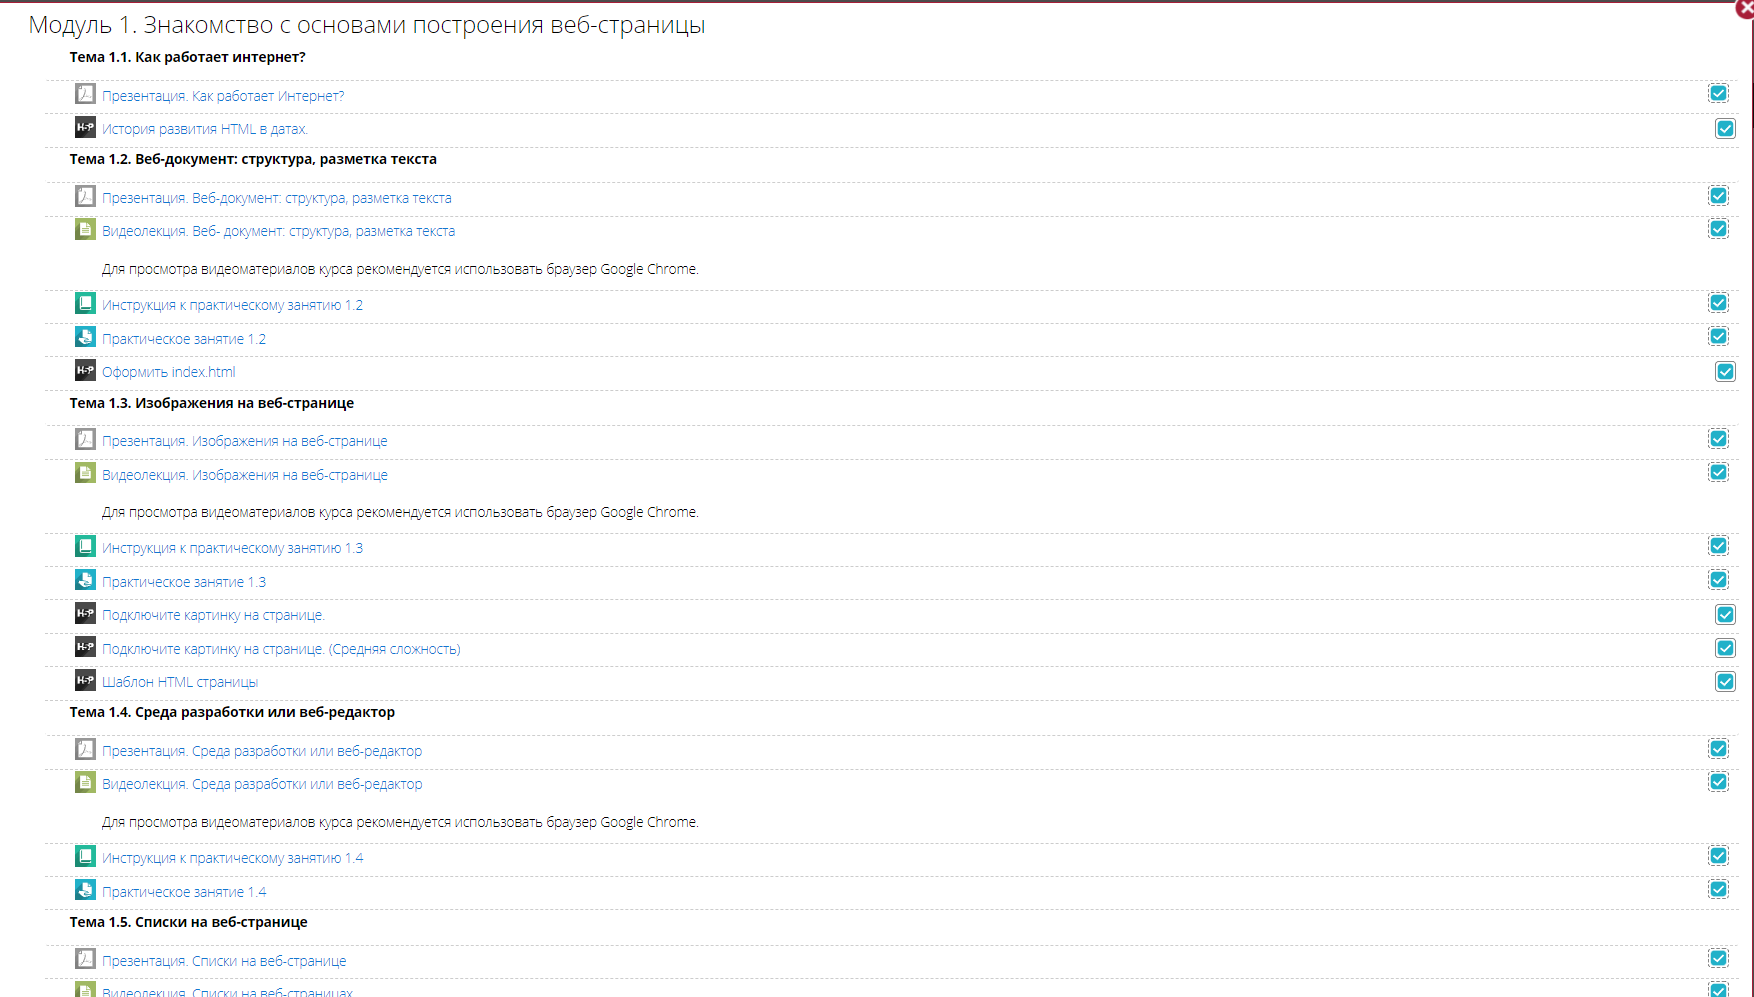 Модуль 1. Знакомство с основами построения веб-страницы
Тема 1.1. Как работает интернет?
Презентация. Как работает Интернет?
H5P История развития HTML в датах.
Тема 1.2. Веб-документ: структура, разметка текста
Презентация. Веб-документ: структура, разметка текста
Видеолекция. Веб- документ: структура, разметка текста
Для просмотра видеоматериалов курса рекомендуется использовать браузер Google Chrome.
Инструкция к практическому занятию 1.2
Практическое занятие 1.2
H5P Оформить index.html
Тема 1.3. Изображения на веб-странице
Презентация. Изображения на веб-странице
Видеолекция. Изображения на веб-странице
Для просмотра видеоматериалов курса рекомендуется использовать браузер Google Chrome.
Инструкция к практическому занятию 1.3
Практическое занятие 1.3
H5P Подключите картинку на странице.
H5P Подключите картинку на странице. (Средняя сложность)
H5P Шаблон HTML страницы
Тема 1.4. Среда разработки или веб-редактор
Презентация. Среда разработки или веб-редактор
Видеолекция. Среда разработки или веб-редактор
Для просмотра видеоматериалов курса рекомендуется использовать браузер Google Chrome.
Инструкция к практическому занятию 1.4
Практическое занятие 1.4
Тема 1.5. Списки на веб-странице
Презентация. Списки на веб-странице
Видеолекция. Списки на веб-страницах